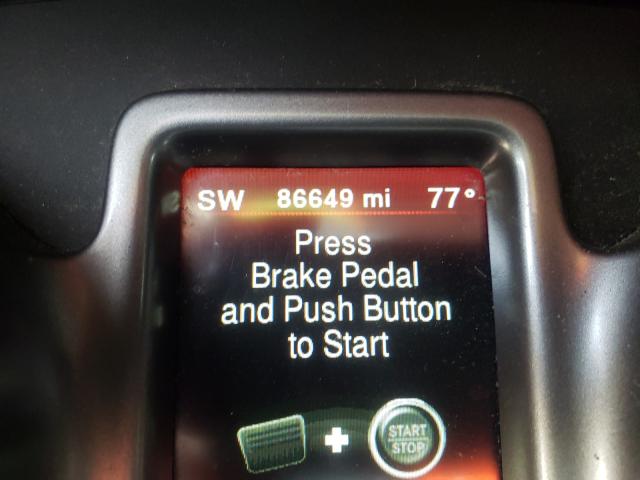 SW 86649 mi 77°
Press
Brake Pedal
and Push Button
to Start
START
STOP